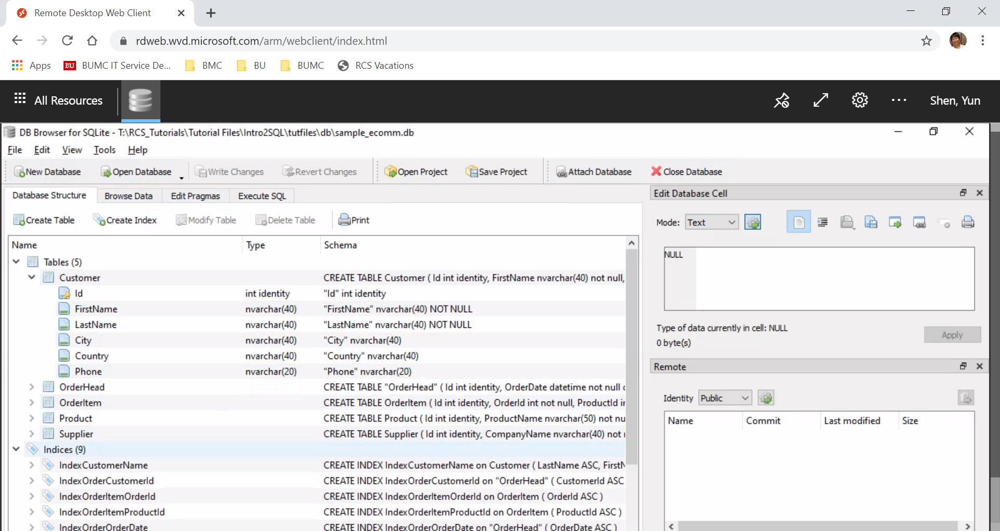 Remote Desktop Web Client
rdweb.wvd.microsoft.com/arm/webclient/index.html
Apps BU BUMC IT Service De... BMC BU BUMC RCS Vacations
All Resources Shen, Yun
DB Browser for SQLite - T:\RCS_Tutorials\Tutorial Files\Intro2SQL\tutfiles\db\sample_ecomm.db
File Edit View Tools Help
New Database Open Database Write Changes Revert Changes Open Project Save Project Attach Database Close Database
Database Structure Browse Data Edit Pragmas Execute SQL
Create Table Create Index Modify Table Delete Table Print
Name Type Schema
Tables (5)
Customer CREATE TABLE Customer ( Id int identity, FirstName nvarchar(40) not null,
Id int identity "Id" int identity
FirstName nvarchar(40) "FirstName" nvarchar(40) NOT NULL
LastName nvarchar(40) "LastName" nvarchar(40) NOT NULL
City nvarchar(40) "City" nvarchar(40)
Country nvarchar(40) "Country" nvarchar(40)
Phone nvarchar(20) "Phone" nvarchar(20)
OrderHead CREATE TABLE "OrderHead" ( Id int identity, OrderDate datetime not null
OrderItem CREATE TABLE OrderItem ( Id int identity, OrderId int not null, ProductId
Product CREATE TABLE Product ( Id int identity, ProductName nvarchar(50) not
Supplier CREATE TABLE Supplier ( Id int identity, CompanyName nvarchar(40) not
Indices (9)
IndexCustomerName CREATE INDEX IndexCustomerName on Customer ( LastName ASC,
IndexOrderCustomerId CREATE INDEX IndexOrderCustomerId on "OrderHead" ( CustomerId ASC
IndexOrderItemOrderId CREATE INDEX IndexOrderItemOrderId on OrderItem ( OrderId ASC )
IndexOrderItemProductId CREATE INDEX IndexOrderItemProductId on OrderItem ( ProductId ASC )
IndexOrderOrderDate CREATE INDEX IndexOrderOrderDate on "OrderHead" ( OrderDate ASC )
Edit Database Cell
Mode: Text
NULL
Type of data currently in cell: NULL
0 byte(s)
Apply
Remote
Identity Public
Name Commit Last modified Size